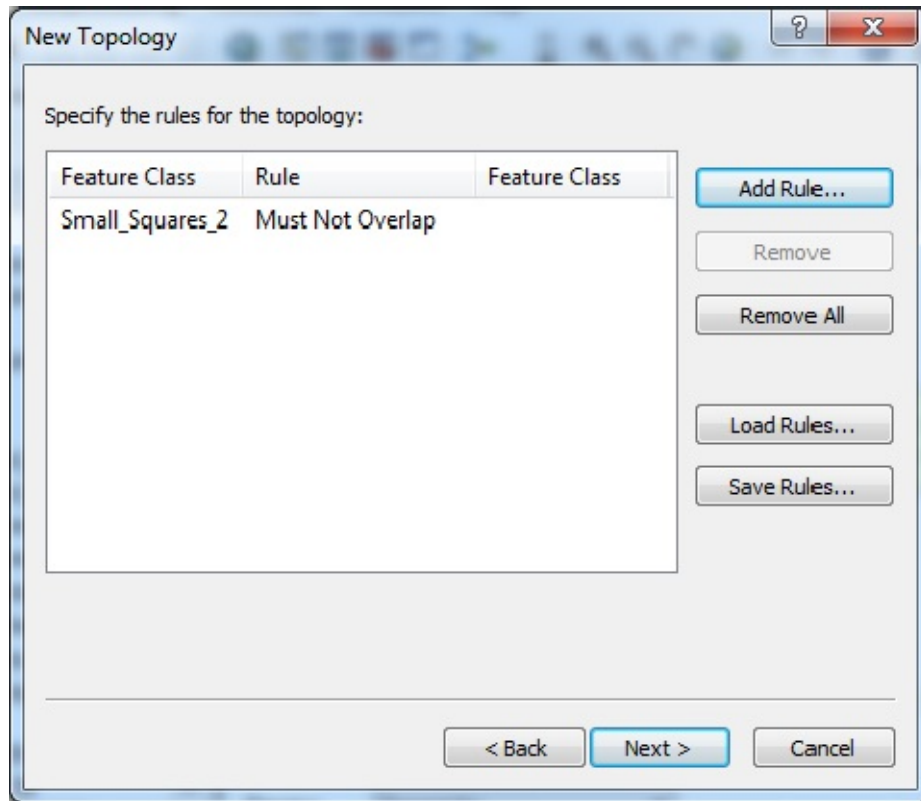 New Topology
Specify the rules for the topology:
Feature Class Rule Feature Class
Small_Squares_2 Must Not Overlap
Add Rule...
Remove
Remove All
Load Rules...
Save Rules...
< Back Next > Cancel